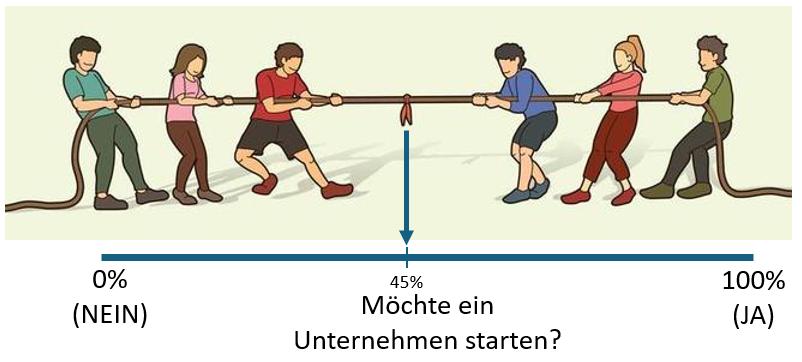 0%
(NEIN)
45%
Möchte ein
Unternehmen starten?
100%
(JA)